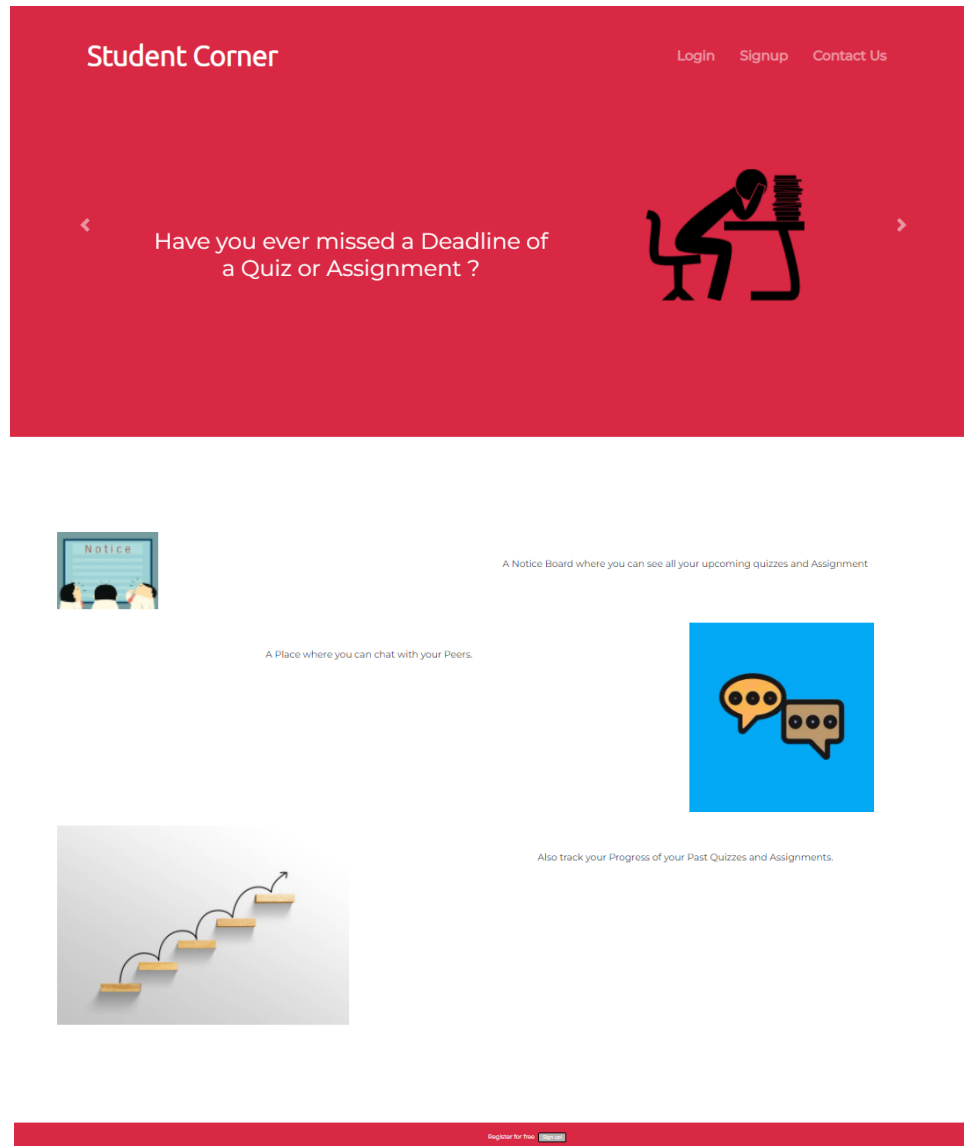 Student Corner
Login Signup Contact Us
Have you ever missed a Deadline of
a Quiz or Assignment ?
Notice
A Notice Board where you can see all your upcoming quizzes and Assignment
A Place where you can chat with your Peers.
Also track your Progress of your Past Quizzes and Assignments.
Register for free Sign up!